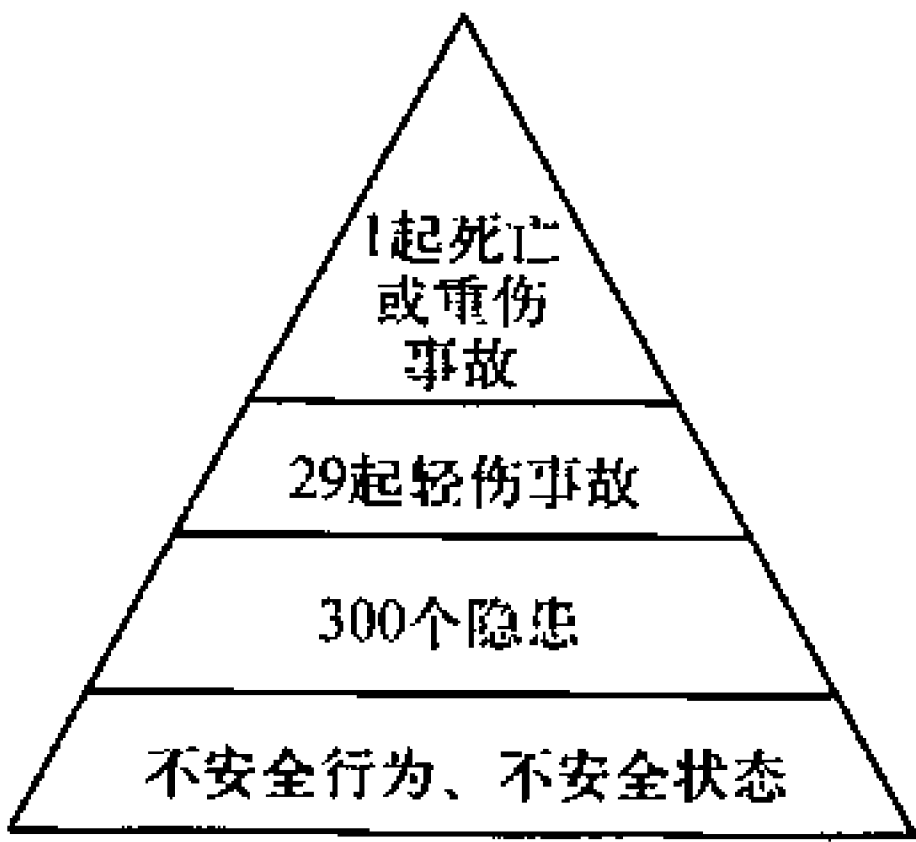 1起死亡
或重伤
事故
29起轻伤事故
300个隐患
不安全行为、不安全状态